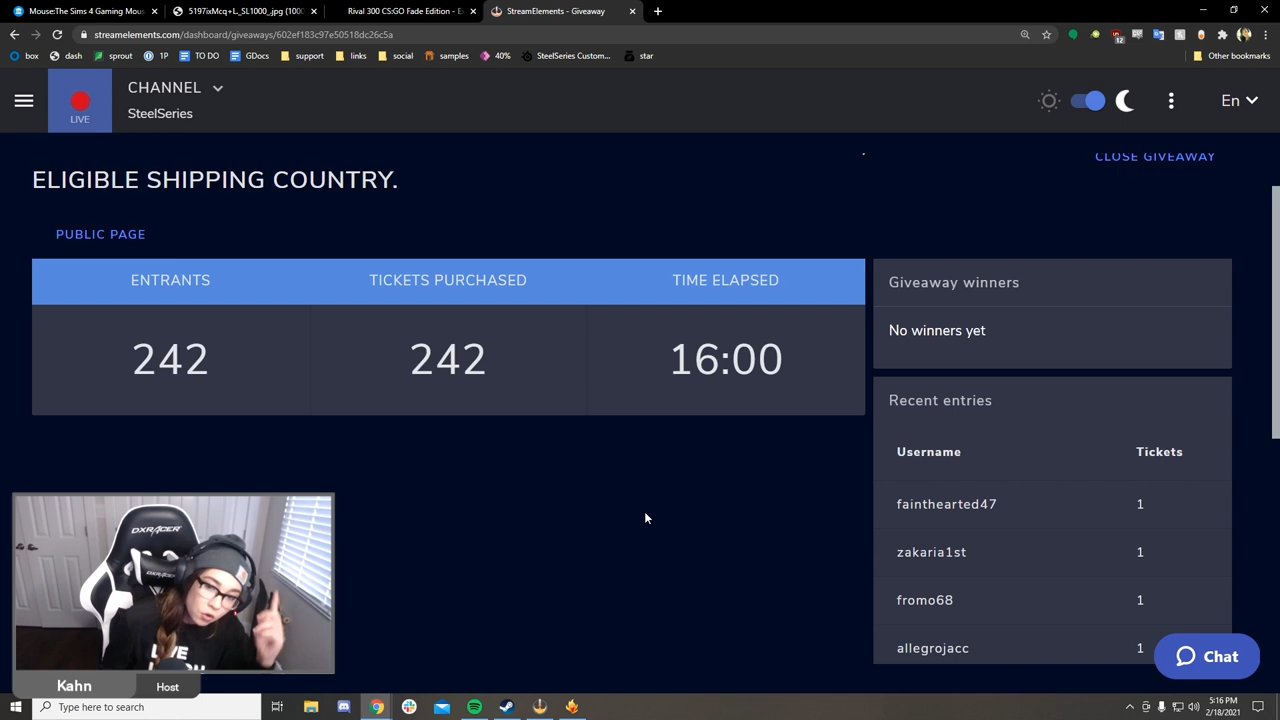 Mouse:The Sims 4 Gaming Mou
5197ixMcq+L_SL1000_.jpg (1000
Rival 300 CS:GO Fade Edition - E
StreamElements - Giveaway
streamelements.com/dashboard/giveaways/602ef183c97e50518dc26c5a
12
box
dash
sprout
1P
TO DO
GDocs
support
links
social
samples
40%
SteelSeries Custom...
star
Other bookmarks
LIVE
CHANNEL
SteelSeries
En
CLOSE GIVEAWAY
ELIGIBLE SHIPPING COUNTRY.
PUBLIC PAGE
ENTRANTS
TICKETS PURCHASED
TIME ELAPSED
242
242
16:00
Giveaway winners
No winners yet
Recent entries
Username
Tickets
fainthearted47
1
zakaria1st
1
fromo68
1
allegrojacc
1
Chat
DXRACER
DXRACER
LIVE
Kahn
Host
Type here to search
5:16 PM
2/18/2021